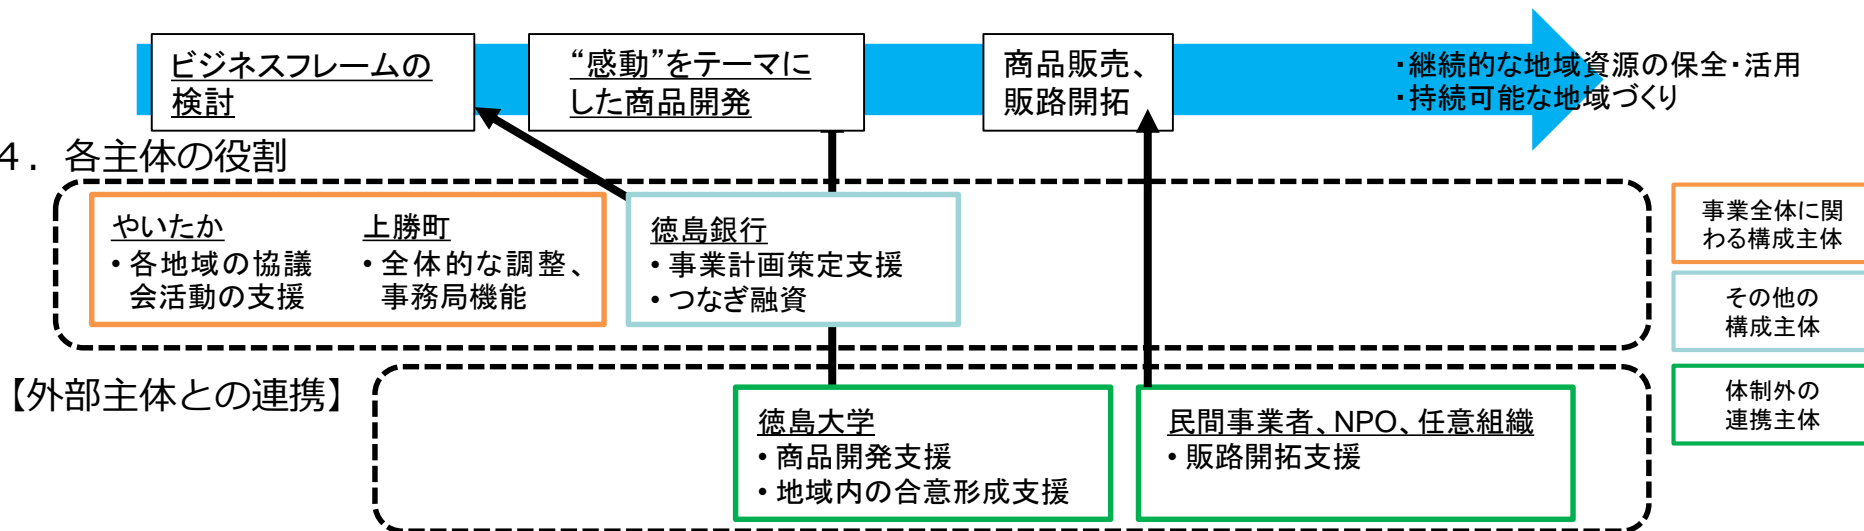 ビジネスフレームの
検討
“感動”をテーマに
した商品開発
商品販売、
販路開拓
・継続的な地域資源の保全・活用
・持続可能な地域づくり
4．各主体の役割
やいたか
• 各地域の協議
会活動の支援
上勝町
• 全体的な調整、
事務局機能
徳島銀行
• 事業計画策定支援
• つなぎ融資
事業全体に関
わる構成主体
その他の
構成主体
体制外の
連携主体
【外部主体との連携】
徳島大学
• 商品開発支援
• 地域内の合意形成支援
民間事業者、NPO、任意組織
• 販路開拓支援